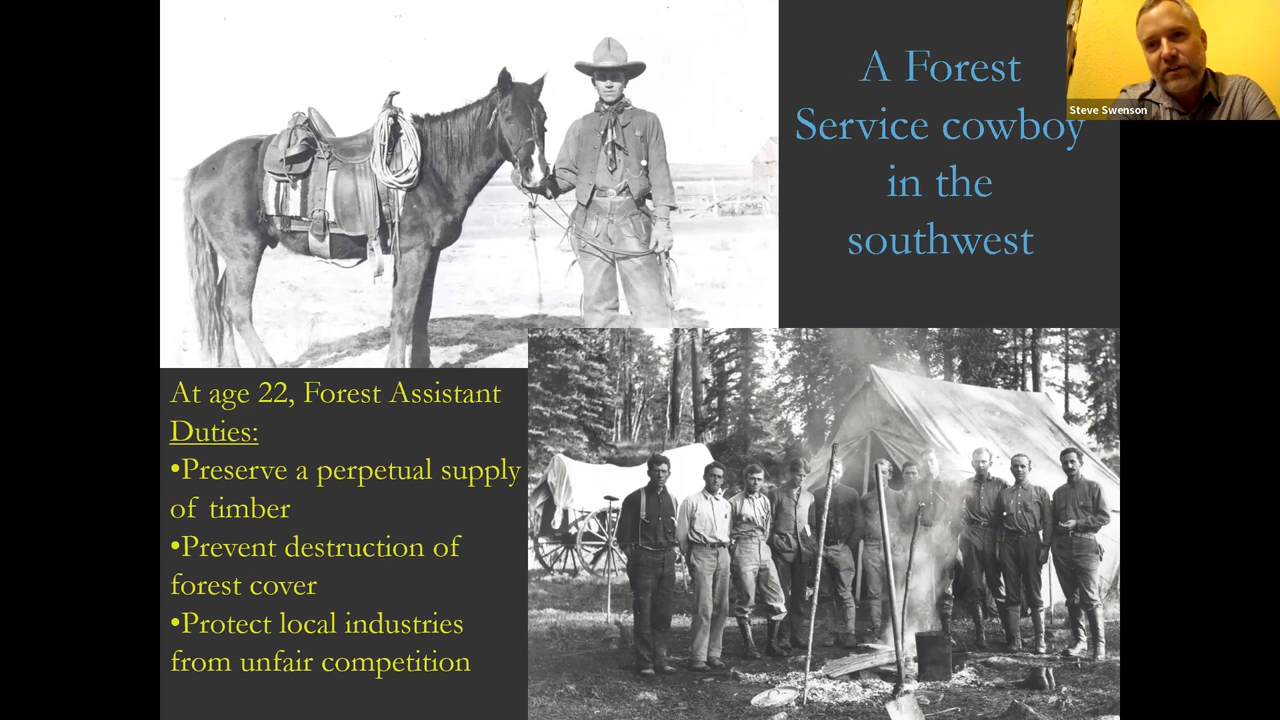 A Forest
Service cowboy
in the
southwest
Steve Swenson
At age 22, Forest Assistant
Duties:
•Preserve a perpetual supply
of timber
•Prevent destruction of
forest cover
•Protect local industries
from unfair competition